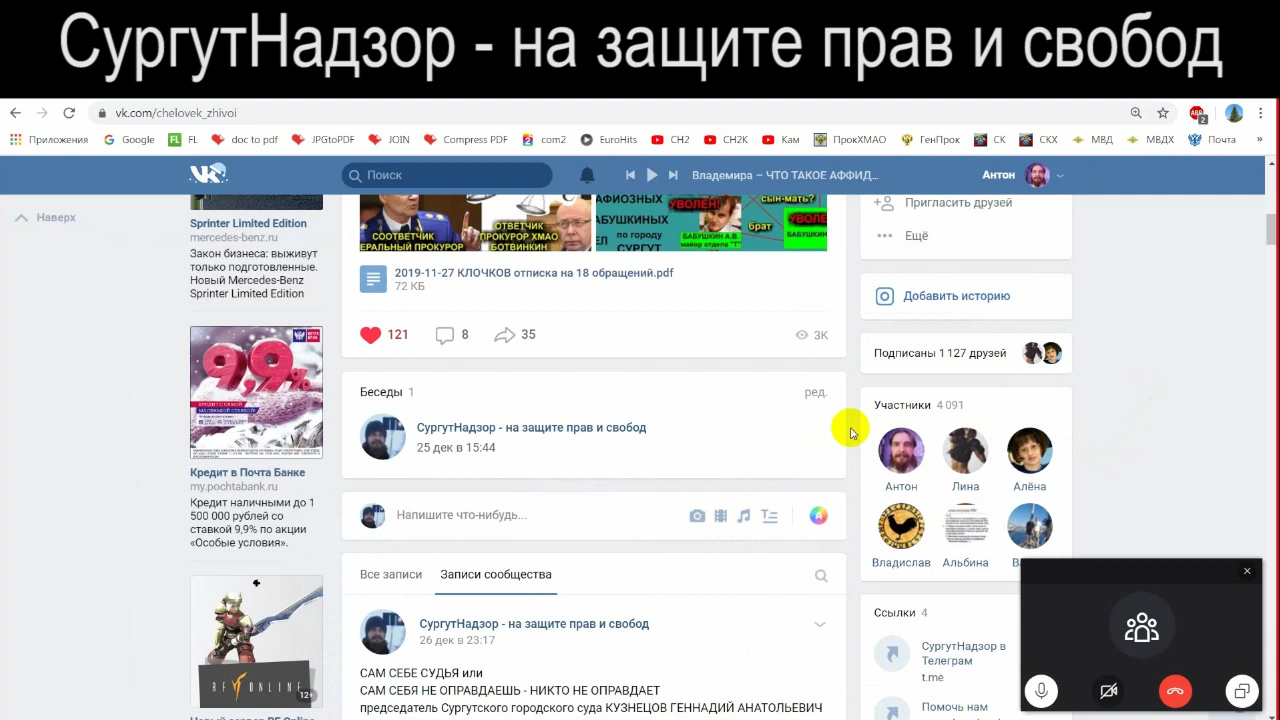 СургутНадзор - на защите прав и свобод
vk.com/chelovek_zhivoi
Приложения Google FL FL doc to pdf JPGtoPDF JOIN Compress PDF com2 EuroHits CH2 CH2K Кам ПрокХМАО ГенПрок СК СКХ МВД МВДХ Почта »
Поиск
Владемира – ЧТО ТАКОЕ АФФИД...
Антон
Наверх
Sprinter Limited Edition
mercedes-benz.ru
Закон бизнеса: выживут
только подготовленные.
Новый Mercedes-Benz
Sprinter Limited Edition
9,9%
Кредит в Почта Банке
my.pochtabank.ru
Кредит наличными до 1
500 000 рублей со
ставкой 9,9% по акции
«Особые условия».
RF ONLINE
12+
СООТВЕТЧИК
ЕРАЛЬНЫЙ ПРОКУРОР
ОТВЕТЧИК
ПРОКУРОР ХМАО
БОТВИНКИН
АФИОЗНЫХ
БАБУШКИНЫХ
ЕЛ по городу
СУРГУТ
УВОЛЕН
БАБУШКИН А.В.
майор отдела "Т"
сын-мать?
брат
УВОЛЕ
БАБУШКИН
2019-11-27 КЛОЧКОВ отписка на 18 обращений.pdf
72 КБ
121 8 35 3K
Беседы 1 ред.
СургутНадзор - на защите прав и свобод
25 дек в 15:44
Напишите что-нибудь...
Все записи Записи сообщества
СургутНадзор - на защите прав и свобод
26 дек в 23:17
САМ СЕБЕ СУДЬЯ или
САМ СЕБЯ НЕ ОПРАВДАЕШЬ - НИКТО НЕ ОПРАВДАЕТ
председатель Сургутского городского суда КУЗНЕЦОВ ГЕННАДИЙ АНАТОЛЬЕВИЧ
Пригласить друзей
Ещё
Добавить историю
Подписаны 1 127 друзей
Участники 4 091
Антон Лина Алёна
Владислав Альбина
Ссылки 4
СургутНадзор в
Телеграм
t.me
Помочь нам